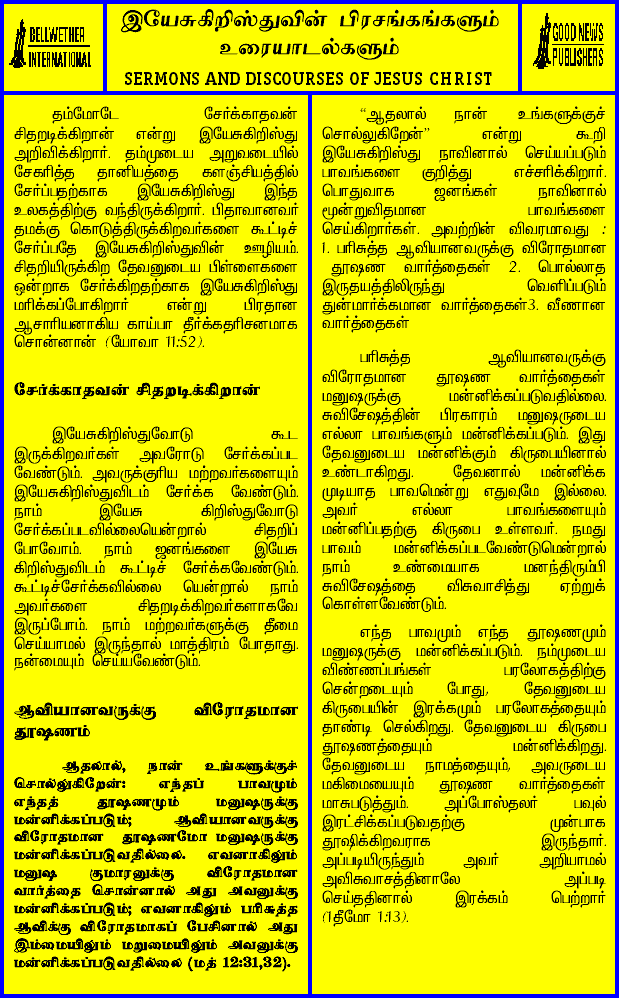 BELLWETHER
INTERNATIONAL
இயேசுகிறிஸ்துவின் பிரசங்கங்களும்
உரையாடல்களும்
SERMONS AND DISCOURSES OF JESUS CHRIST
GOOD NEWS
PUBLISHERS
தம்மோடே சேர்க்காதவன்
சிதறடிக்கிறான் என்று இயேசுகிறிஸ்து
அறிவிக்கிறார். தம்முடைய அறுவடையில்
சேகரித்த தானியத்தை களஞ்சியத்தில்
சேர்ப்பதற்காக இயேசுகிறிஸ்து இந்த
உலகத்திற்கு வந்திருக்கிறார். பிதாவானவர்
தமக்கு கொடுத்திருக்கிறவர்களை கூட்டிச்
சேர்ப்பதே இயேசுகிறிஸ்துவின் ஊழியம்.
சிதறியிருக்கிற தேவனுடைய பிள்ளைகளை
ஒன்றாக சேர்க்கிறதற்காக இயேசுகிறிஸ்து
மரிக்கப்போகிறார் என்று பிரதான
ஆசாரியனாகிய காய்பா தீர்க்கதரிசனமாக
சொன்னான் (யோவா 11:52).
சேர்க்காதவன் சிதறடிக்கிறான்
இயேசுகிறிஸ்துவோடு கூட
இருக்கிறவர்கள் அவரோடு சேர்க்கப்பட
வேண்டும். அவருக்குரிய மற்றவர்களையும்
இயேசுகிறிஸ்துவிடம் சேர்க்க வேண்டும்.
நாம் இயேசு கிறிஸ்துவோடு
சேர்க்கப்படவில்லையென்றால் சிதறிப்
போவோம். நாம் ஜனங்களை இயேசு
கிறிஸ்துவிடம் கூட்டிச் சேர்க்கவேண்டும்.
கூட்டிச்சேர்க்கவில்லை யென்றால் நாம்
அவர்களை சிதறடிக்கிறவர்களாகவே
இருப்போம். நாம் மற்றவர்களுக்கு தீமை
செய்யாமல் இருந்தால் மாத்திரம் போதாது.
நன்மையும் செய்யவேண்டும்.
ஆவியானவருக்கு விரோதமான
தூஷணம்
ஆதலால், நான் உங்களுக்குச்
சொல்லுகிறேன்: எந்தப் பாவமும்
எந்தத் தூஷணமும் மனுஷருக்கு
மன்னிக்கப்படும்; ஆவியானவருக்கு
விரோதமான தூஷணமோ மனுஷருக்கு
மன்னிக்கப்படுவதில்லை. எவனாகிலும்
மனுஷ குமாரனுக்கு விரோதமான
வார்த்தை சொன்னால் அது அவனுக்கு
மன்னிக்கப்படும்; எவனாகிலும் பரிசுத்த
ஆவிக்கு விரோதமாகப் பேசினால் அது
இம்மையிலும் மறுமையிலும் அவனுக்கு
மன்னிக்கப்படுவதில்லை (மத் 12:31,32).
“ஆதலால் நான் உங்களுக்குச்
சொல்லுகிறேன்” என்று கூறி
இயேசுகிறிஸ்து நாவினால் செய்யப்படும்
பாவங்களை குறித்து எச்சரிக்கிறார்.
பொதுவாக ஜனங்கள் நாவினால்
மூன்றுவிதமான பாவங்களை
செய்கிறார்கள். அவற்றின் விவரமாவது :
1. பரிசுத்த ஆவியானவருக்கு விரோதமான
தூஷண வார்த்தைகள் 2. பொல்லாத
இருதயத்திலிருந்து வெளிப்படும்
துன்மார்க்கமான வார்த்தைகள்3. வீணான
வார்த்தைகள்
பரிசுத்த ஆவியானவருக்கு
விரோதமான தூஷண வார்த்தைகள்
மனுஷருக்கு மன்னிக்கப்படுவதில்லை.
சுவிசேஷத்தின் பிரகாரம் மனுஷருடைய
எல்லா பாவங்களும் மன்னிக்கப்படும். இது
தேவனுடைய மன்னிக்கும் கிருபையினால்
உண்டாகிறது. தேவனால் மன்னிக்க
முடியாத பாவமென்று எதுவுமே இல்லை.
அவர் எல்லா பாவங்களையும்
மன்னிப்பதற்கு கிருபை உள்ளவர். நமது
பாவம் மன்னிக்கப்படவேண்டுமென்றால்
நாம் உண்மையாக மனந்திரும்பி
சுவிசேஷத்தை விசுவாசித்து ஏற்றுக்
கொள்ளவேண்டும்.
எந்த பாவமும் எந்த தூஷணமும்
மனுஷருக்கு மன்னிக்கப்படும். நம்முடைய
விண்ணப்பங்கள் பரலோகத்திற்கு
சென்றடையும் போது, தேவனுடைய
கிருபையின் இரக்கமும் பரலோகத்தையும்
தாண்டி செல்கிறது. தேவனுடைய கிருபை
தூஷணத்தையும் மன்னிக்கிறது.
தேவனுடைய நாமத்தையும், அவருடைய
மகிமையையும் தூஷண வார்த்தைகள்
மாசுபடுத்தும். அப்போஸ்தலர் பவுல்
இரட்சிக்கப்படுவதற்கு முன்பாக
தூஷிக்கிறவராக இருந்தார்.
அப்படியிருந்தும் அவர் அறியாமல்
அவிசுவாசத்தினாலே அப்படி
செய்ததினால் இரக்கம் பெற்றார்
(1தீமோ 1:13).